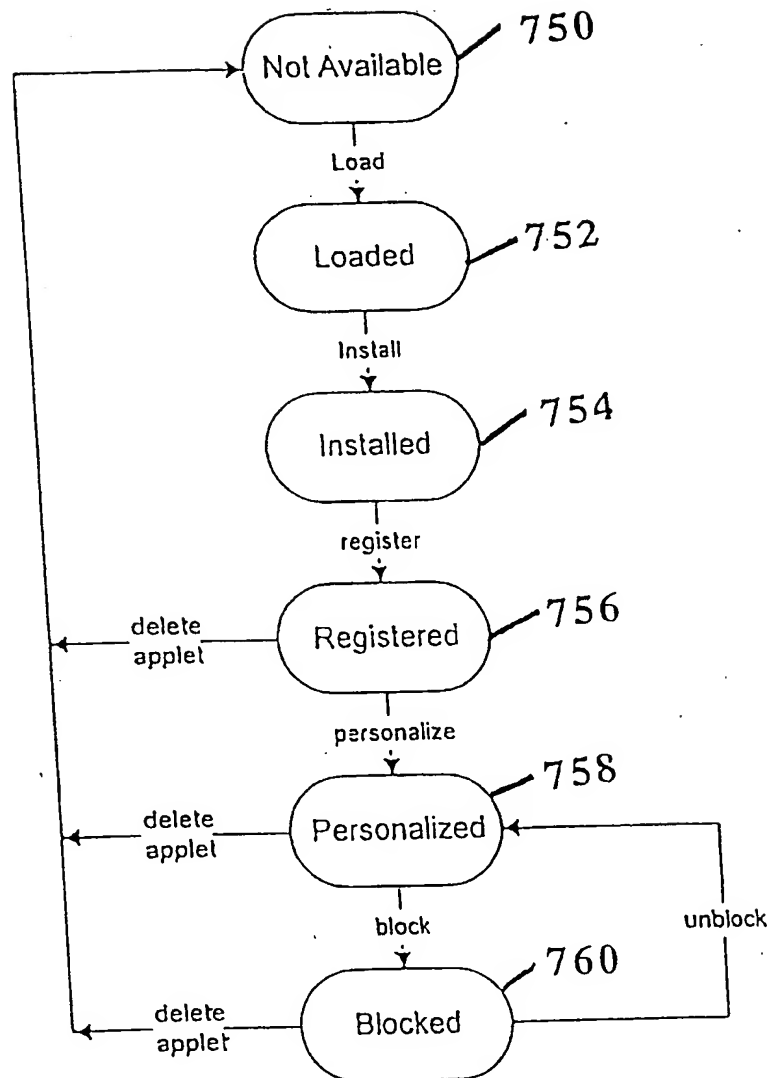 750
Not Available
Load
752
Loaded
Install
754
Installed
register
756
Registered
delete
applet
personalize
758
Personalized
delete
applet
block
unblock
760
Blocked
delete
applet